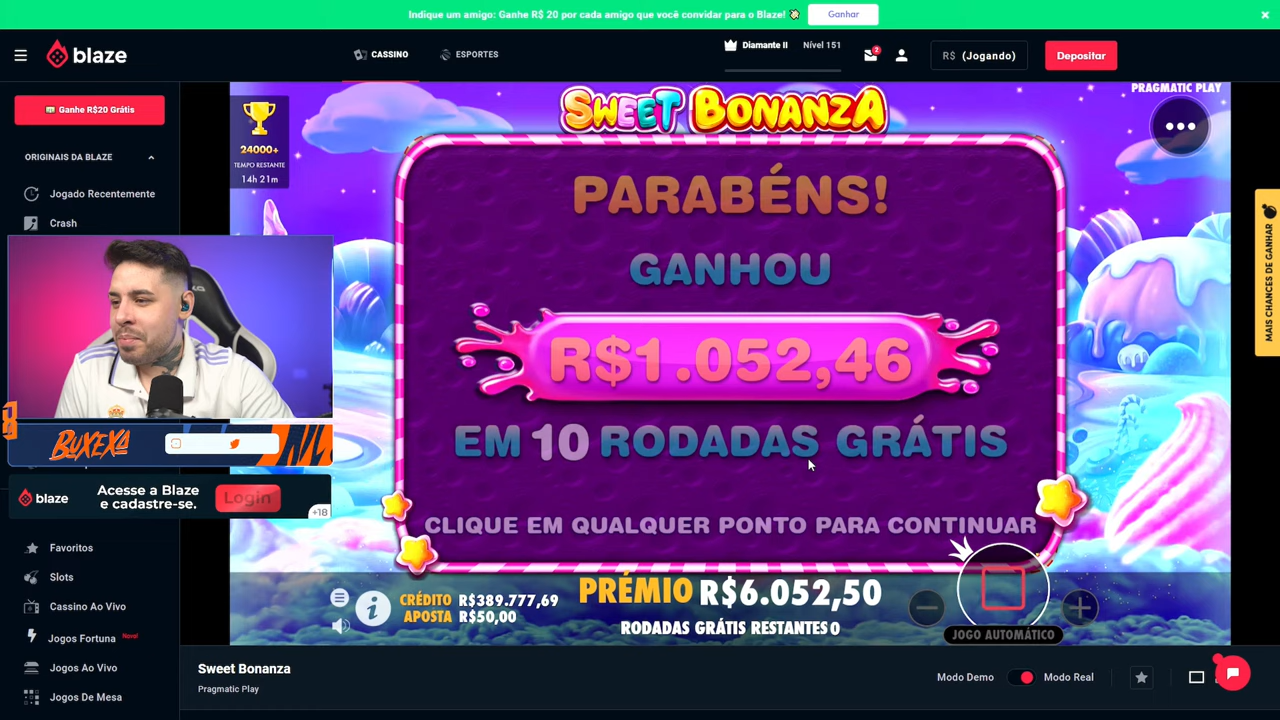 Indique um amigo: Ganhe R$ 20 por cada amigo que você convidar para o Blaze!
Ganhar
blaze
CASSINO
ESPORTES
Diamante II
Nível 151
2
R$ (Jogando)
Depositar
Ganhe R$20 Grátis
ORIGINAIS DA BLAZE
Jogado Recentemente
Crash
BUXEXA
blaze
Acesse a Blaze
e cadastre-se.
Login
+18
Favoritos
Slots
Cassino Ao Vivo
Jogos Fortuna Novo!
Jogos Ao Vivo
Jogos De Mesa
24000+
TEMPO RESTANTE
14h 21m
SWEET BONANZA
PRAGMATIC PLAY
PARABÉNS!
GANHOU
R$1.052,46
EM 10 RODADAS GRÁTIS
CLIQUE EM QUALQUER PONTO PARA CONTINUAR
CRÉDITO R$389.777,69
APOSTA R$50,00
PRÉMIO R$6.052,50
RODADAS GRÁTIS RESTANTES 0
JOGO AUTOMÁTICO
MAIS CHANCES DE GANHAR
Sweet Bonanza
Pragmatic Play
Modo Demo
Modo Real